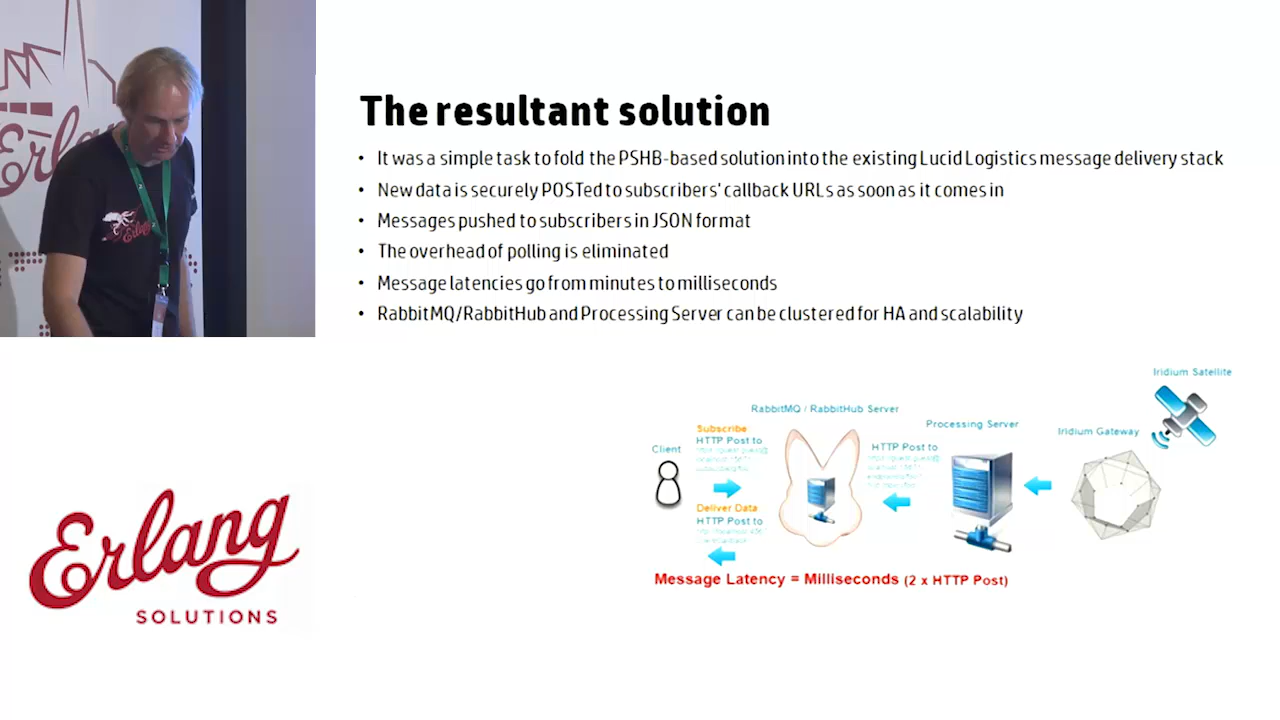 The resultant solution
• It was a simple task to fold the PSHB-based solution into the existing Lucid Logistics message delivery stack
• New data is securely POSTed to subscribers' callback URLs as soon as it comes in
• Messages pushed to subscribers in JSON format
• The overhead of polling is eliminated
• Message latencies go from minutes to milliseconds
• RabbitMQ/RabbitHub and Processing Server can be clustered for HA and scalability
Iridium Satellite
RabbitMQ / RabbitHub Server
Processing Server
Iridium Gateway
Client
Subscribe
HTTP Post to
HTTP Post to
Deliver Data
HTTP Post to
Message Latency = Milliseconds (2 x HTTP Post)
Erlang
SOLUTIONS
Erlang